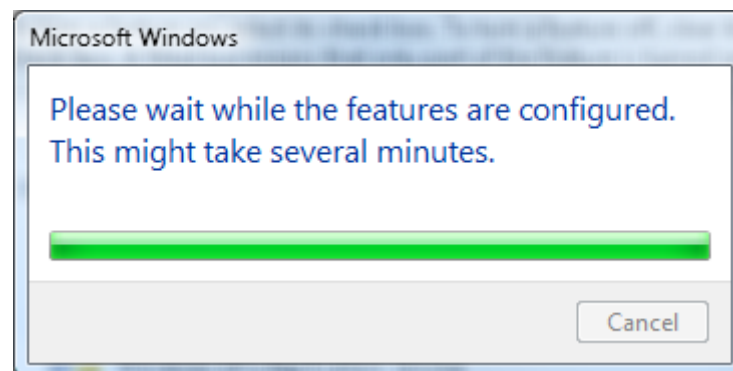 Microsoft Windows
Please wait while the features are configured.
This might take several minutes.
Cancel